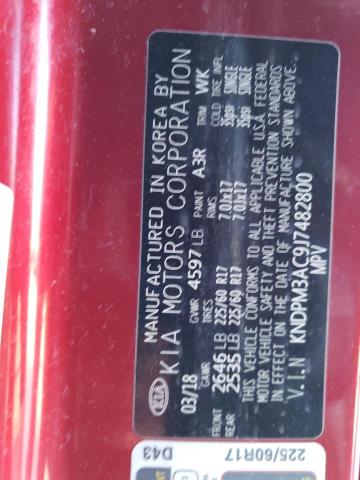 KIA
MANUFACTURED IN KOREA BY
KIA MOTORS CORPORATION
03/18 GVWR 4597 LB PAINT A3R TRIM WK
GAWR TIRES RIMS COLD TIRE INFL
FRONT 2646 LB 225/60 R17 7.0Jx17 35psi SINGLE
REAR 2535 LB 225/60 R17 7.0Jx17 35psi SINGLE
THIS VEHICLE CONFORMS TO ALL APPLICABLE U.S.A. FEDERAL
MOTOR VEHICLE SAFETY AND THEFT PREVENTION STANDARDS
IN EFFECT ON THE DATE OF MANUFACTURE SHOWN ABOVE.
V.I.N KNDPM3AC9J7482800
MPV
D43
225/60R17